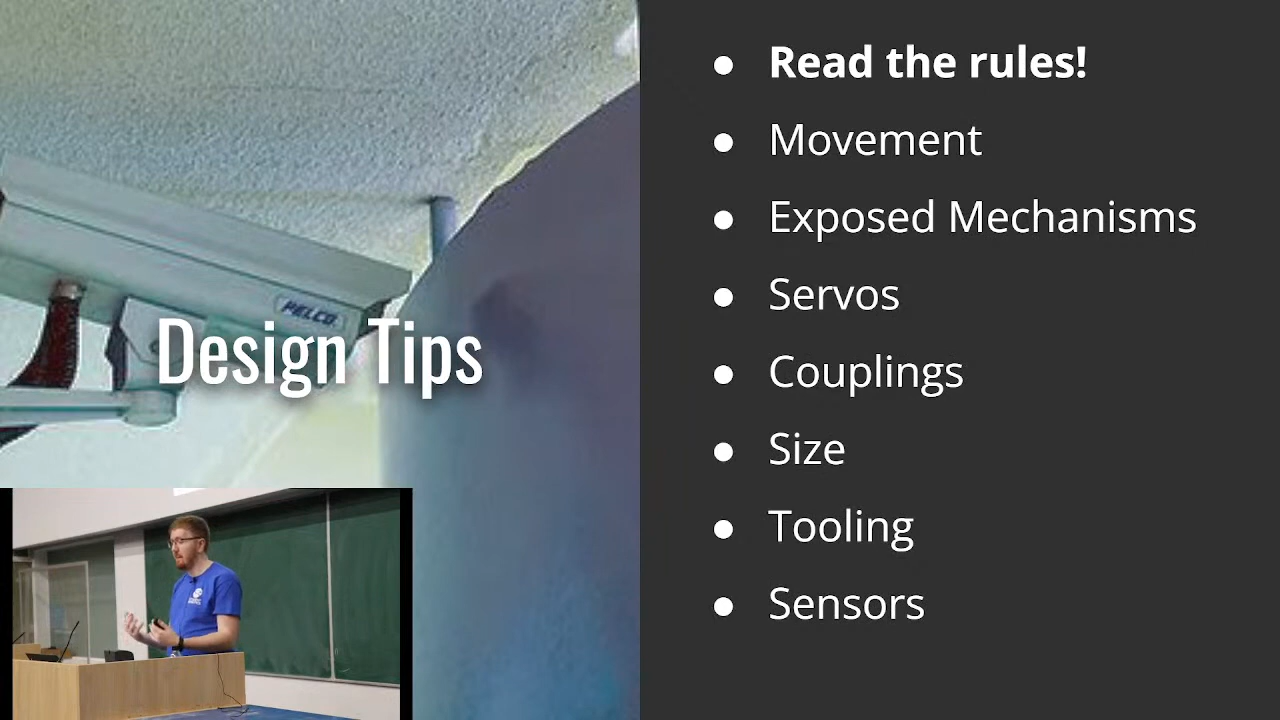 Design Tips
PELCO
● Read the rules!
● Movement
● Exposed Mechanisms
● Servos
● Couplings
● Size
● Tooling
● Sensors